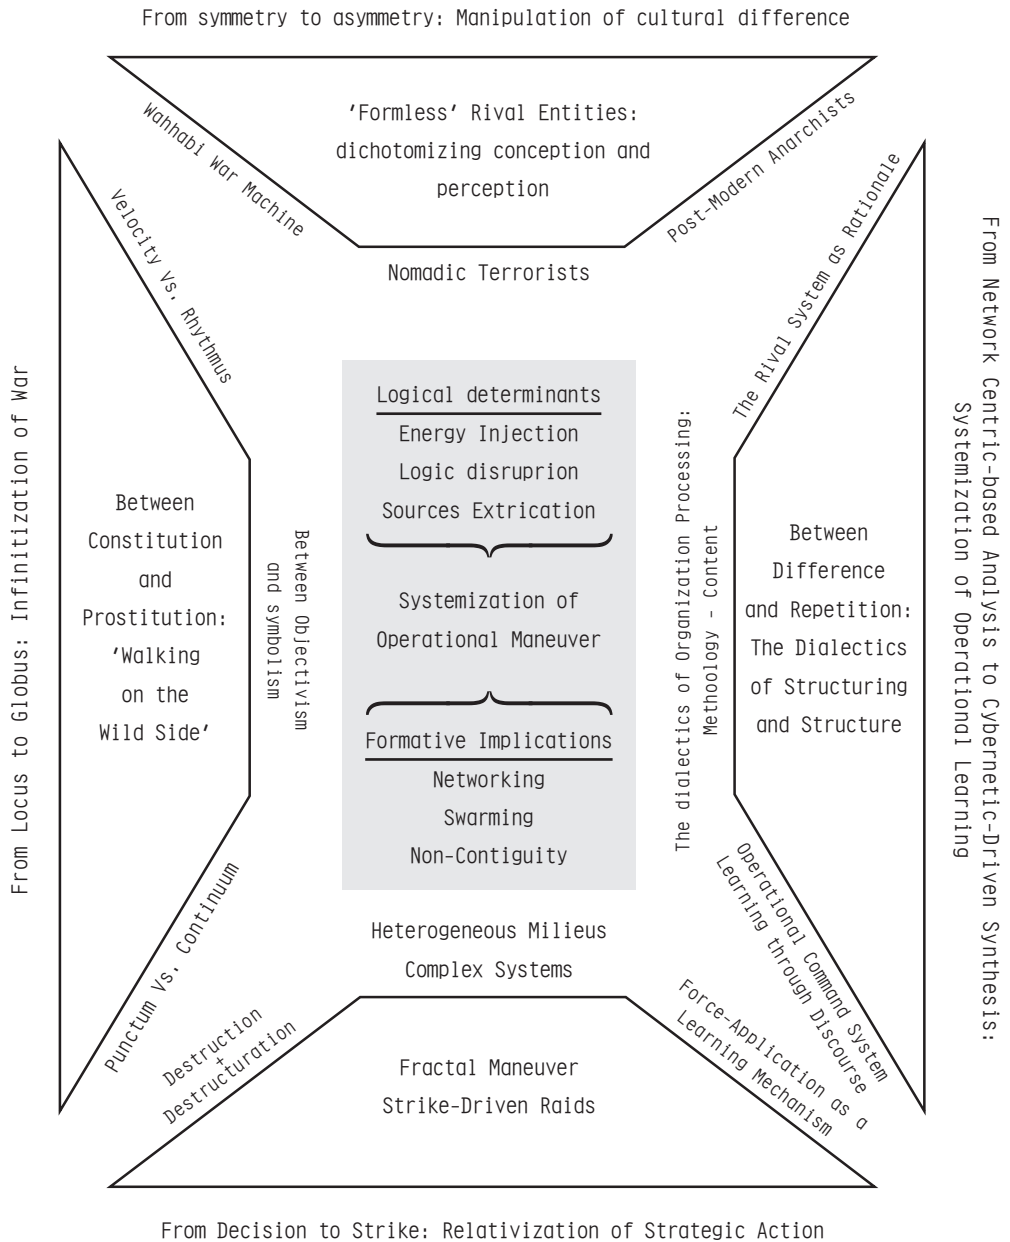 From symmetry to asymmetry: Manipulation of cultural difference
‘Formless‘ Rival Entities:
dichotomizing conception and
perception
Wahhabi War Machine
Post-Modern Anarchists
Nomadic Terrorists
From Locus to Globus: Infinitization of War
Velocity Vs, Rhythmus
Between
Constitution
and
Prostitution:
‘Walking
on the
Wild Side’
Punctum Vs. Continuum
Between Objectivism
and symbolism
Logical determinants
Energy Injection
Logic disruprion
Sources Extrication
Systemization of
Operational Maneuver
Formative Implications
Networking
Swarming
Non-Contiguity
The dialectics of Organization Processing:
Methoology - Content
The Rival System as Rationale
Between
Difference
and Repetition:
The Dialectics
of Structuring
and Structure
Operational Command System
Learning through Discourse
From Network Centric-based Analysis to Cybernetic-Driven Synthesis:
Systemization of Operational Learning
Heterogeneous Milieus
Complex Systems
Destruction
+
Destructuration
Fractal Maneuver
Strike-Driven Raids
Force-Application as a
Learning Mechanism
From Decision to Strike: Relativization of Strategic Action